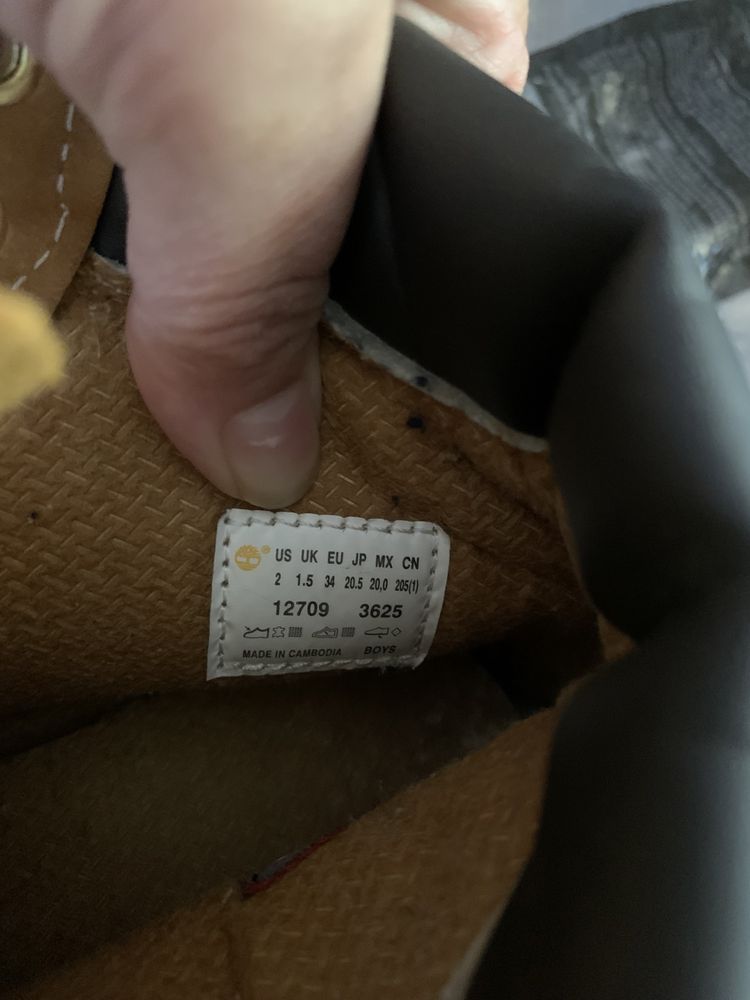 US UK EU JP MX CN
2 1.5 34 20.5 20,0 205(1)
12709 3625
MADE IN CAMBODIA BOYS